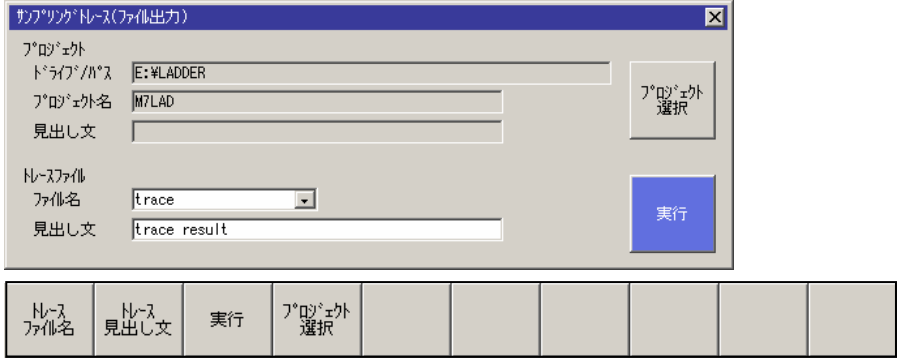 ｻﾝﾌﾟﾘﾝｸﾞﾄﾚｰｽ(ﾌｧｲﾙ出力)
ﾌﾟﾛｼﾞｪｸﾄ
ﾄﾞﾗｲﾌﾞ/ﾊﾟｽ E:¥LADDER
ﾌﾟﾛｼﾞｪｸﾄ名 M7LAD
見出し文
ﾌﾟﾛｼﾞｪｸﾄ
選択
ﾄﾚｰｽﾌｧｲﾙ
ﾌｧｲﾙ名 trace
見出し文 trace result
実行
ﾄﾚｰｽ
ﾌｧｲﾙ名
ﾄﾚｰｽ
見出し文
実行
ﾌﾟﾛｼﾞｪｸﾄ
選択